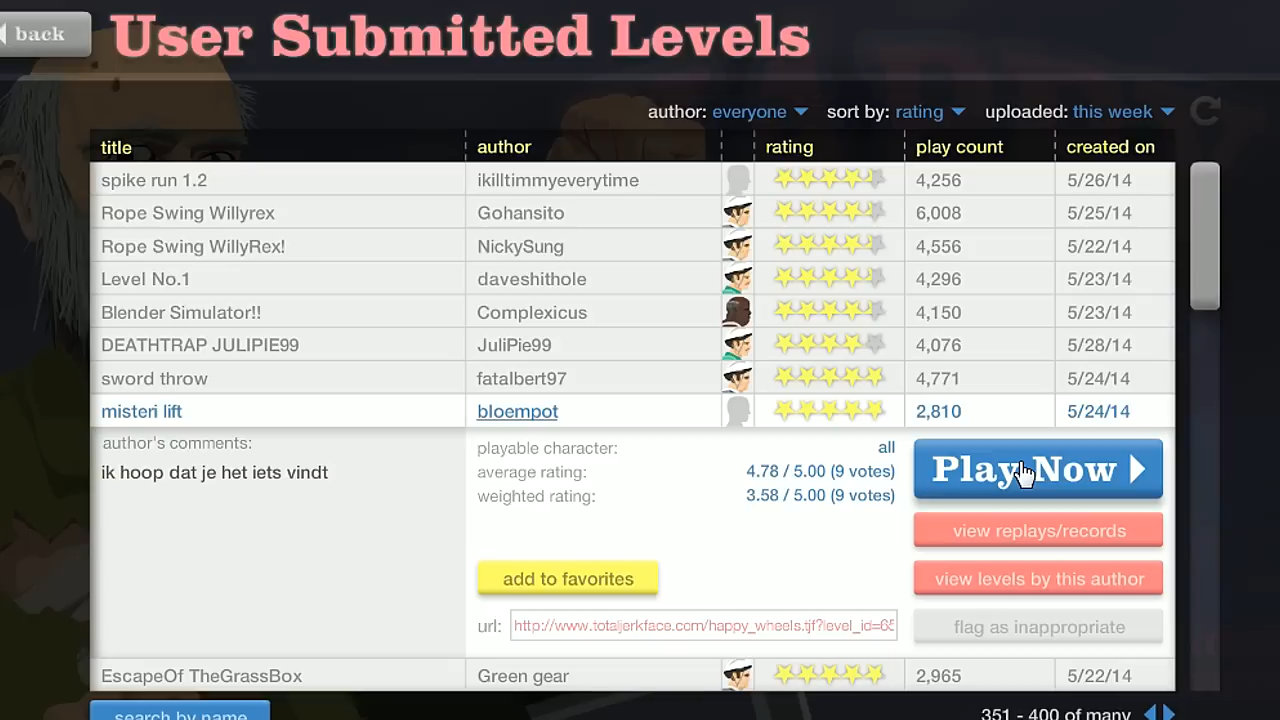 back
User Submitted Levels
author: everyone sort by: rating uploaded: this week
title author rating play count created on
spike run 1.2 ikilltimmyeverytime 4,256 5/26/14
Rope Swing Willyrex Gohansito 6,008 5/25/14
Rope Swing WillyRex! NickySung 4,556 5/22/14
Level No.1 daveshithole 4,296 5/23/14
Blender Simulator!! Complexicus 4,150 5/23/14
DEATHTRAP JULIPIE99 JuliPie99 4,076 5/28/14
sword throw fatalbert97 4,771 5/24/14
misteri lift bloempot 2,810 5/24/14
author's comments:
ik hoop dat je het iets vindt
playable character: all
average rating: 4.78 / 5.00 (9 votes)
weighted rating: 3.58 / 5.00 (9 votes)
Play Now
view replays/records
add to favorites
view levels by this author
url: http://www.totaljerkface.com/happy_wheels.tjf?level_id=65
flag as inappropriate
EscapeOf TheGrassBox Green gear 2,965 5/22/14
search by name
351 - 400 of many